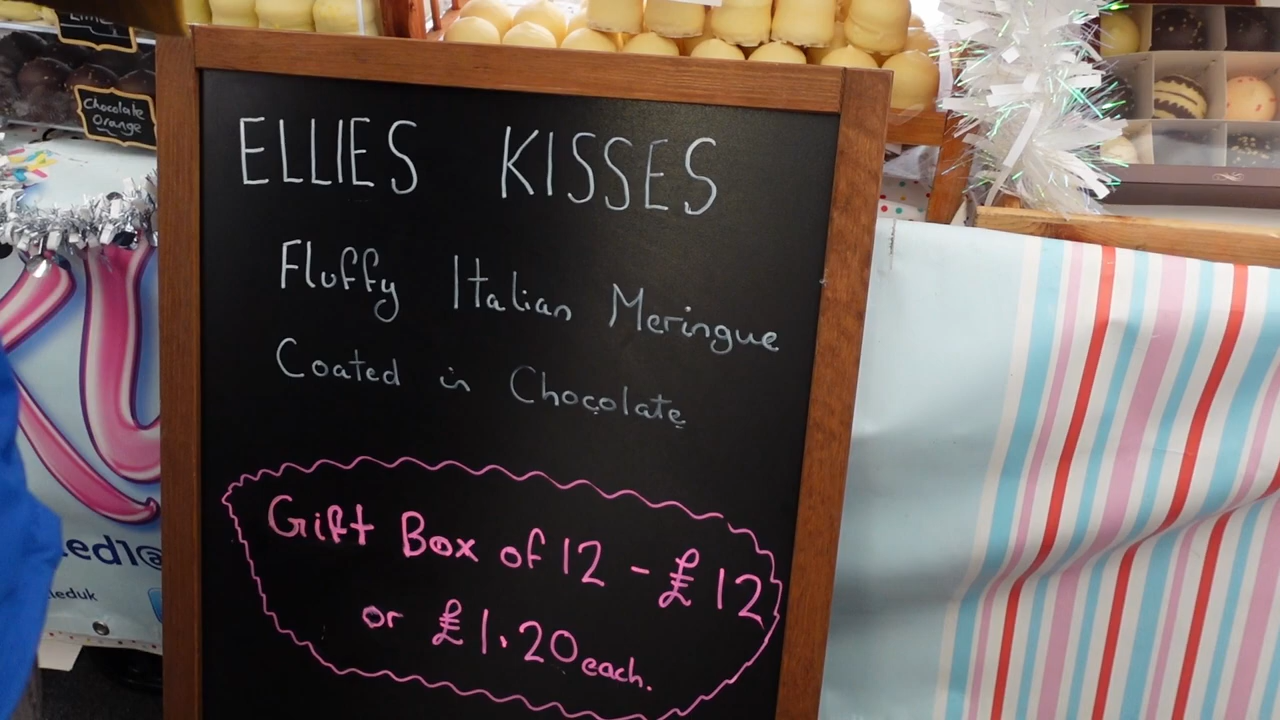 Chocolate
Orange
ELLIES KISSES
Fluffy Italian Meringue
Coated in Chocolate
Gift Box of 12 - £12
or £1.20 each.